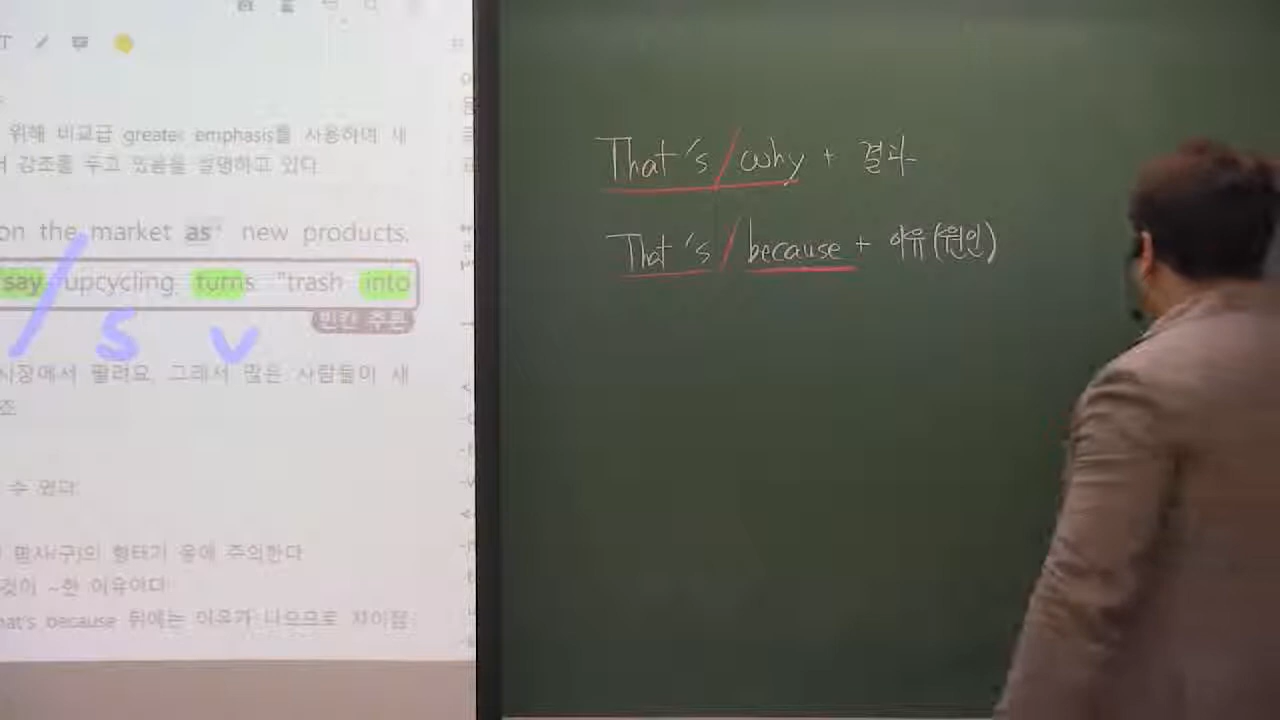 위해 비교급 greater emphasis를 사용하며 새
강조를 두고 있음을 설명하고 있다.
on the market as new products.
say upcycling turns "trash into
S V
빈칸 추론
시장에서 팔려요. 그래서 많은 사람들이 새
수 있다.
명사(구)의 형태가 옴에 주의한다
것이 ~한 이유이다
hat's because 뒤에는 이유가 나오므로 차이점
That's / why + 결과
That's / because + 이유(원인)